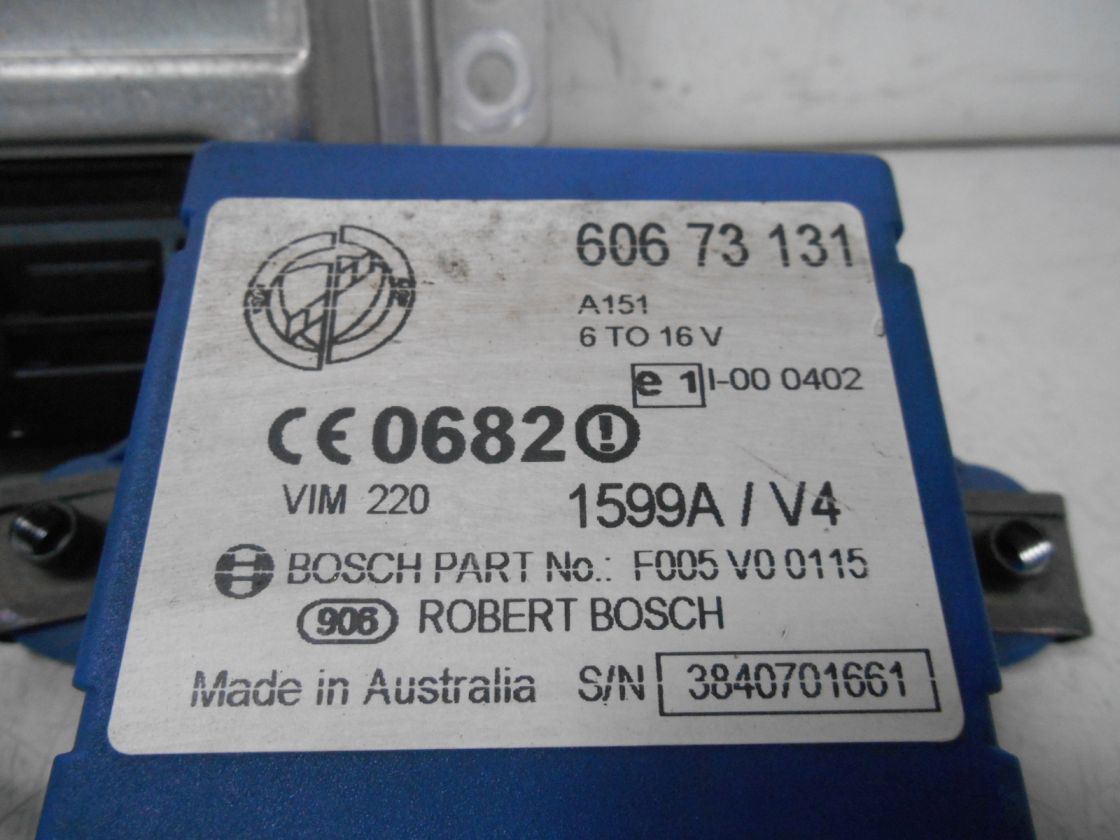 606 73 131
A151
6 TO 16 V
e 1 I-00 0402
CE 0682 !
VIM 220 1599A / V4
BOSCH PART No.: F005 V0 0115
906 ROBERT BOSCH
Made in Australia S/N 3840701661